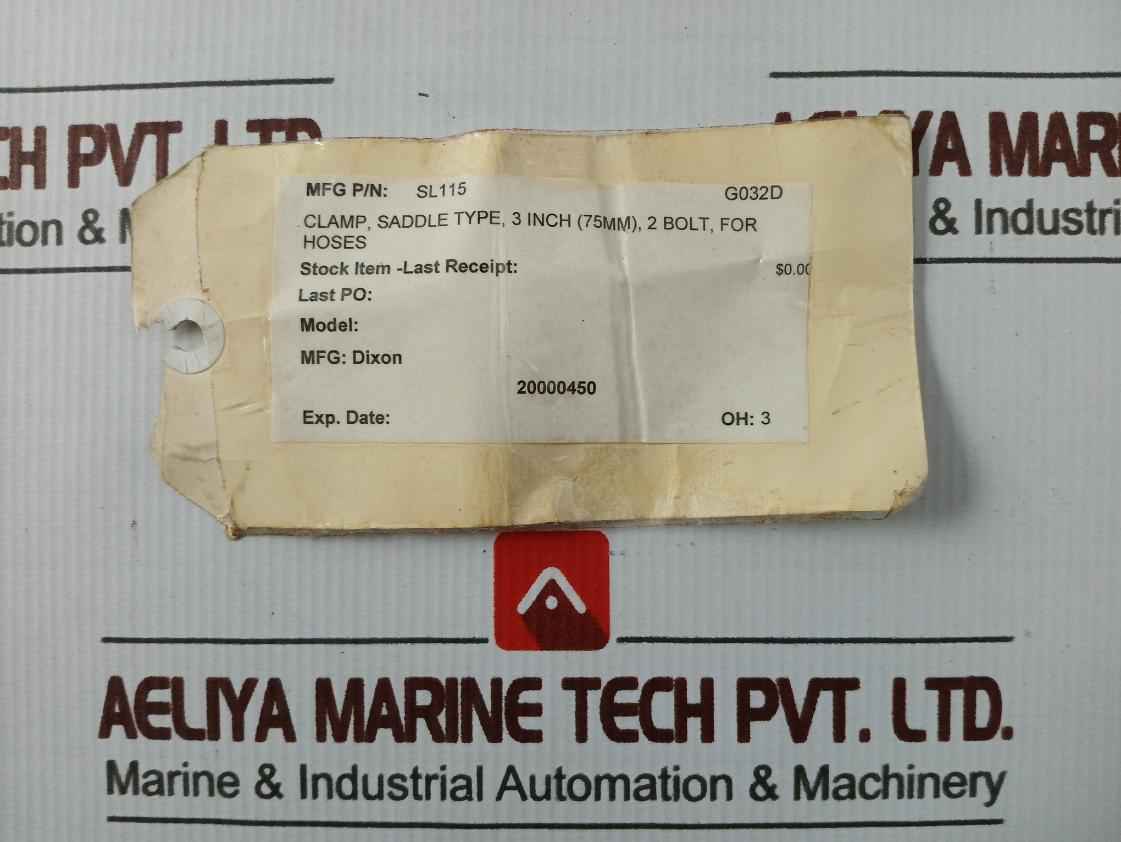 CH PVT. LTD
AELIYA MARI
tion & M
& Industri
MFG P/N: SL115 G032D
CLAMP, SADDLE TYPE, 3 INCH (75MM), 2 BOLT, FOR
HOSES
Stock Item -Last Receipt: $0.00
Last PO:
Model:
MFG: Dixon
20000450
Exp. Date: OH: 3
AELIYA MARINE TECH PVT. LTD.
Marine & Industrial Automation & Machinery